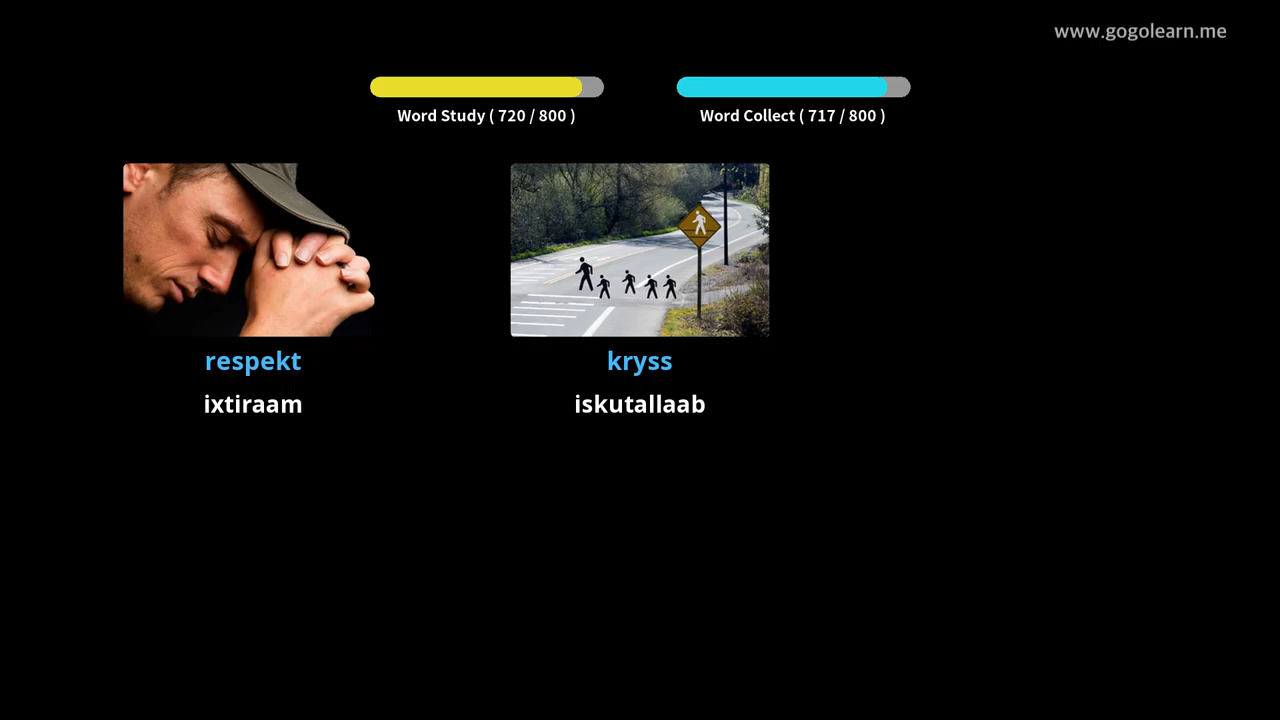 www.gogolearn.me
Word Study ( 720 / 800 )
Word Collect ( 717 / 800 )
respekt
ixtiraam
kryss
iskutallaab